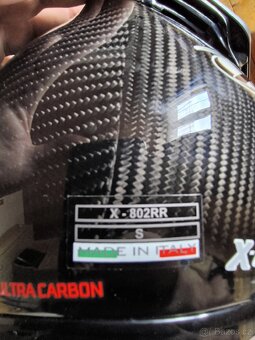 X - 802RR
S
MADE IN ITALY
X-
ULTRA CARBON